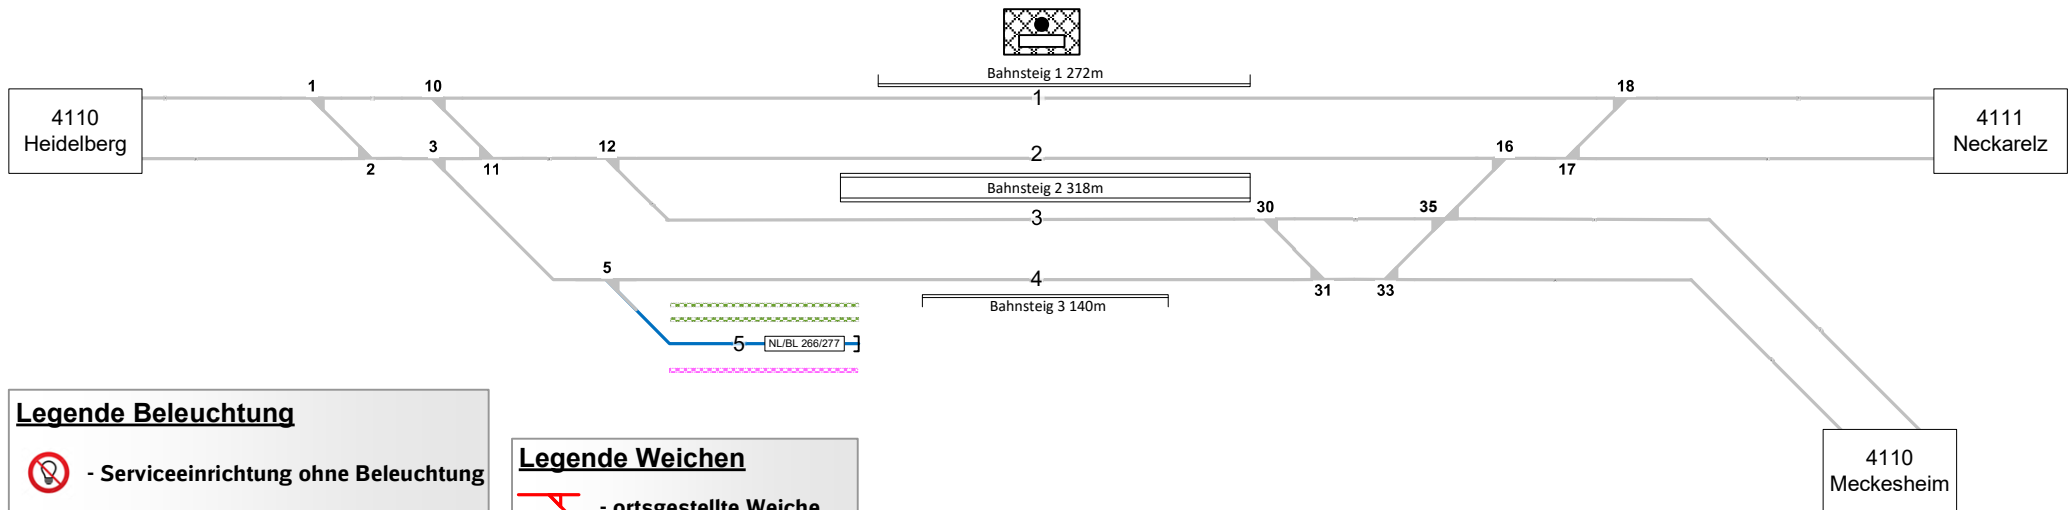 Bahnsteig 1 272m
1
10
1
18
4110
Heidelberg
4111
Neckarelz
3
12
2
16
2
11
17
Bahnsteig 2 318m
30
35
3
5
4
31
33
Bahnsteig 3 140m
5
NL/BL 266/277
Legende Beleuchtung
- Serviceeinrichtung ohne Beleuchtung
Legende Weichen
- ortsgestellte Weiche
4110
Meckesheim